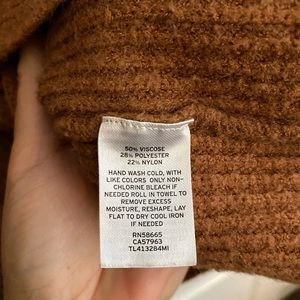 50% VISCOSE
28% POLYESTER
22% NYLON
HAND WASH COLD, WITH
LIKE COLORS ONLY NON-
CHLORINE BLEACH IF
NEEDED ROLL IN TOWEL TO
REMOVE EXCESS
MOISTURE, RESHAPE, LAY
FLAT TO DRY COOL IRON
IF NEEDED
RN58665
CA57963
TL413284MI